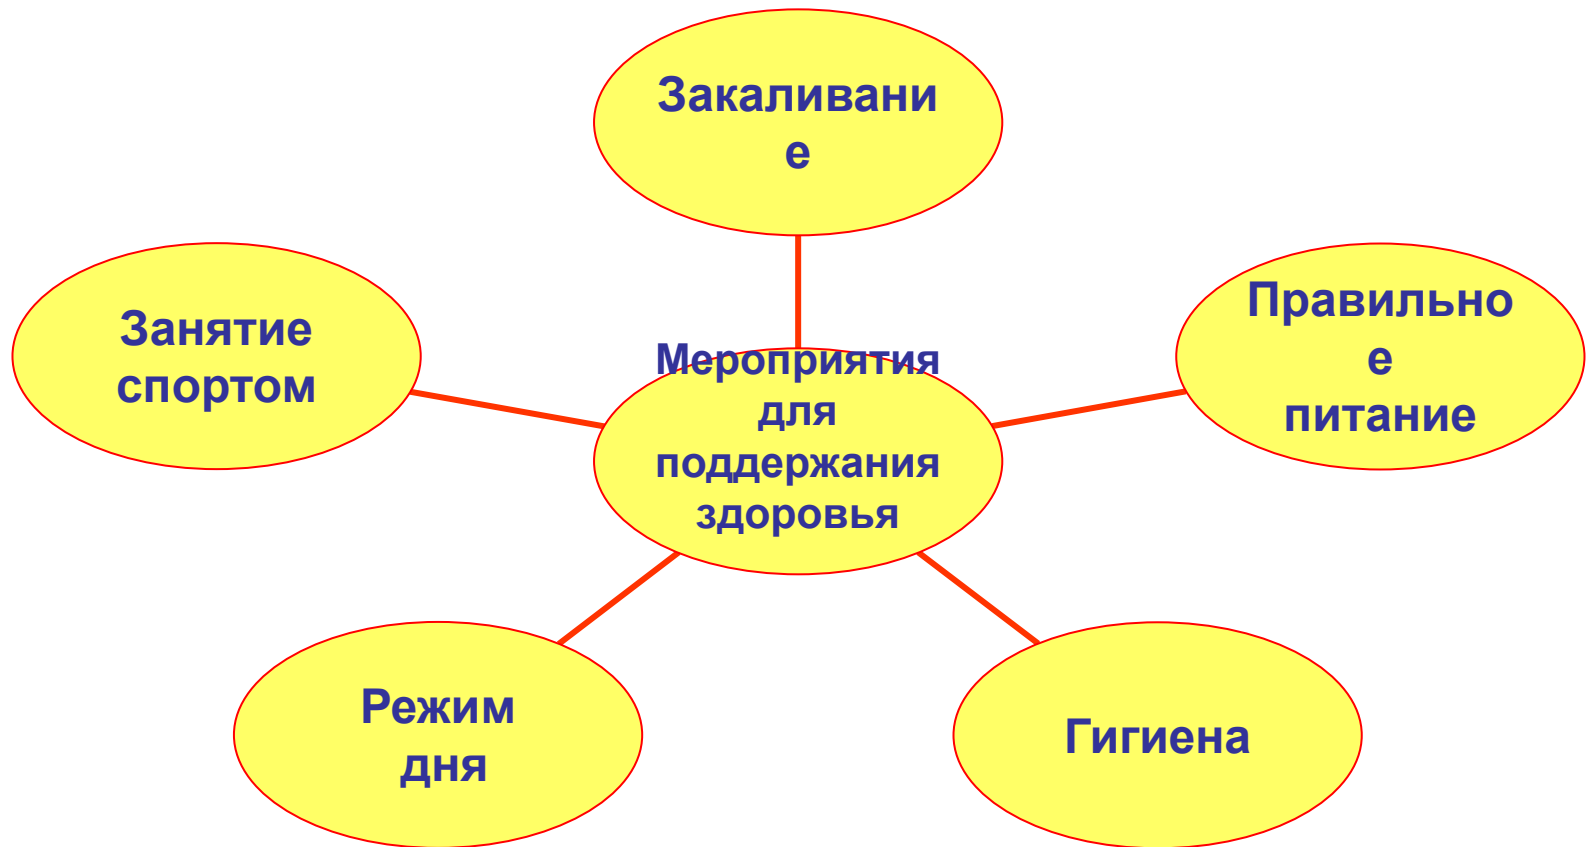 Закаливани
е
Занятие
спортом
Правильно
е
питание
Мероприятия
для
поддержания
здоровья
Режим
дня
Гигиена